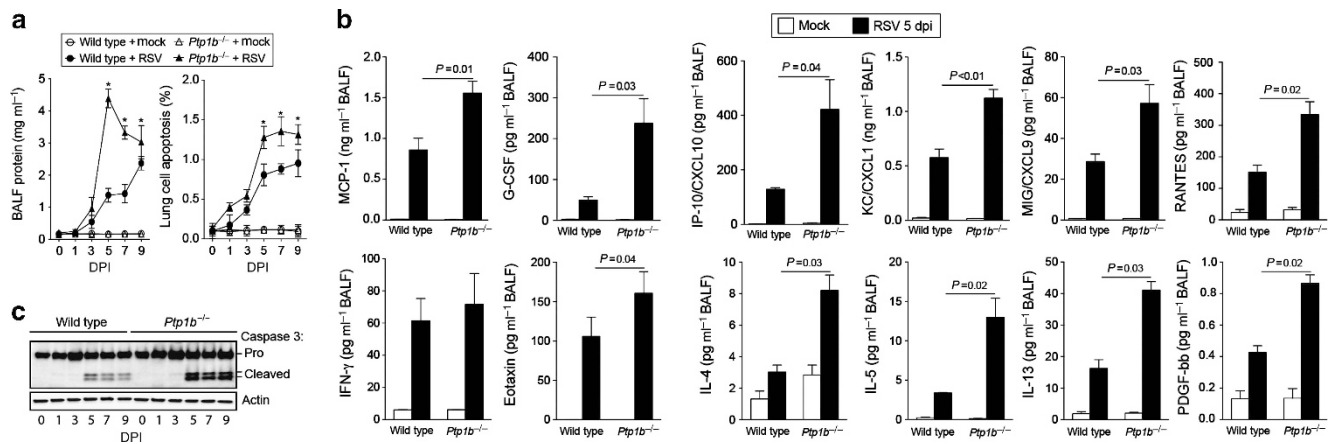 a
Wild type + mock
Ptp1b⁻/⁻ + mock
Wild type + RSV
Ptp1b⁻/⁻ + RSV
BALF protein (mg ml⁻¹)
5
4
3
2
1
0
*
*
*
0 1 3 5 7 9
DPI
Lung cell apoptosis (%)
2.0
1.5
1.0
0.5
0.0
*
*
*
0 1 3 5 7 9
DPI
b
Mock
RSV 5 dpi
MCP-1 (ng ml⁻¹ BALF)
2.0
1.5
1.0
0.5
0.0
P = 0.01
Wild type Ptp1b⁻/⁻
G-CSF (pg ml⁻¹ BALF)
400
300
200
100
0
P = 0.03
Wild type Ptp1b⁻/⁻
IP-10/CXCL10 (pg ml⁻¹ BALF)
600
400
200
0
P = 0.04
Wild type Ptp1b⁻/⁻
KC/CXCL1 (ng ml⁻¹ BALF)
1.5
1.0
0.5
0.0
P <0.01
Wild type Ptp1b⁻/⁻
MIG/CXCL9 (pg ml⁻¹ BALF)
80
60
40
20
0
P = 0.03
Wild type Ptp1b⁻/⁻
RANTES (pg ml⁻¹ BALF)
500
400
300
200
100
0
P = 0.02
Wild type Ptp1b⁻/⁻
IFN-γ (pg ml⁻¹ BALF)
100
80
60
40
20
0
Wild type Ptp1b⁻/⁻
Eotaxin (pg ml⁻¹ BALF)
200
150
100
50
0
P = 0.04
Wild type Ptp1b⁻/⁻
IL-4 (pg ml⁻¹ BALF)
10
8
6
4
2
0
P = 0.03
Wild type Ptp1b⁻/⁻
IL-5 (pg ml⁻¹ BALF)
20
15
10
5
0
P = 0.02
Wild type Ptp1b⁻/⁻
IL-13 (pg ml⁻¹ BALF)
50
40
30
20
10
0
P = 0.03
Wild type Ptp1b⁻/⁻
PDGF-bb (pg ml⁻¹ BALF)
1.0
0.8
0.6
0.4
0.2
0.0
P = 0.02
Wild type Ptp1b⁻/⁻
c
Wild type Ptp1b⁻/⁻
Caspase 3:
0 1 3 5 7 9 0 1 3 5 7 9
Pro
Cleaved
Actin
0 1 3 5 7 9 0 1 3 5 7 9
DPI